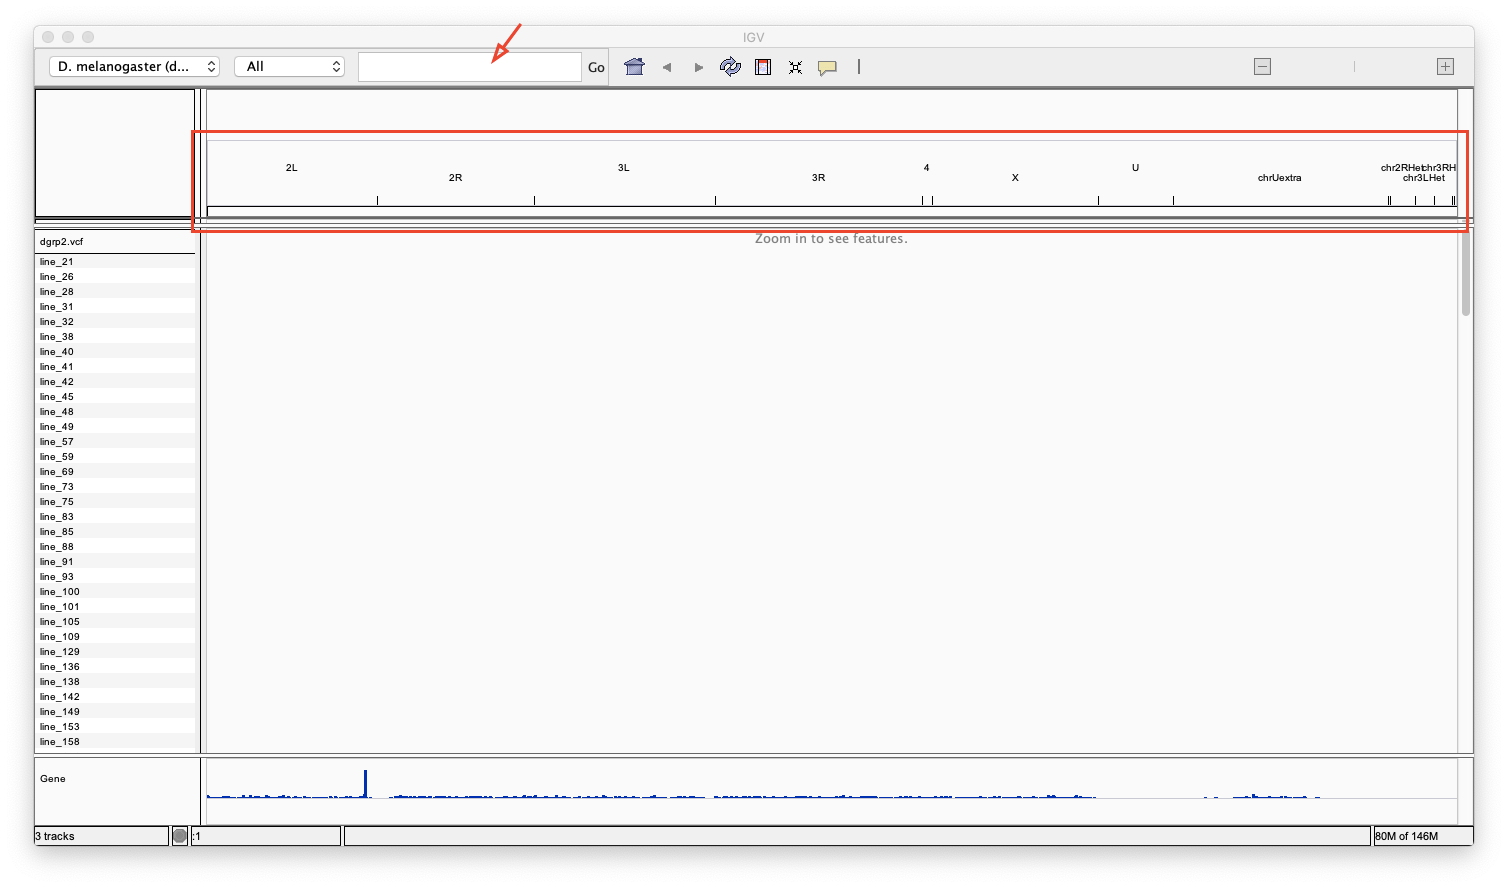 IGV
D. melanogaster (d...
All
Go
2L
2R
3L
3R
4
X
U
chrUextra
chr2RHet
chr3LHet
chr3RH
dgrp2.vcf
Zoom in to see features.
line_21
line_26
line_28
line_31
line_32
line_38
line_40
line_41
line_42
line_45
line_48
line_49
line_57
line_59
line_69
line_73
line_75
line_83
line_85
line_88
line_91
line_93
line_100
line_101
line_105
line_109
line_129
line_136
line_138
line_142
line_149
line_153
line_158
Gene
3 tracks
:1
80M of 146M